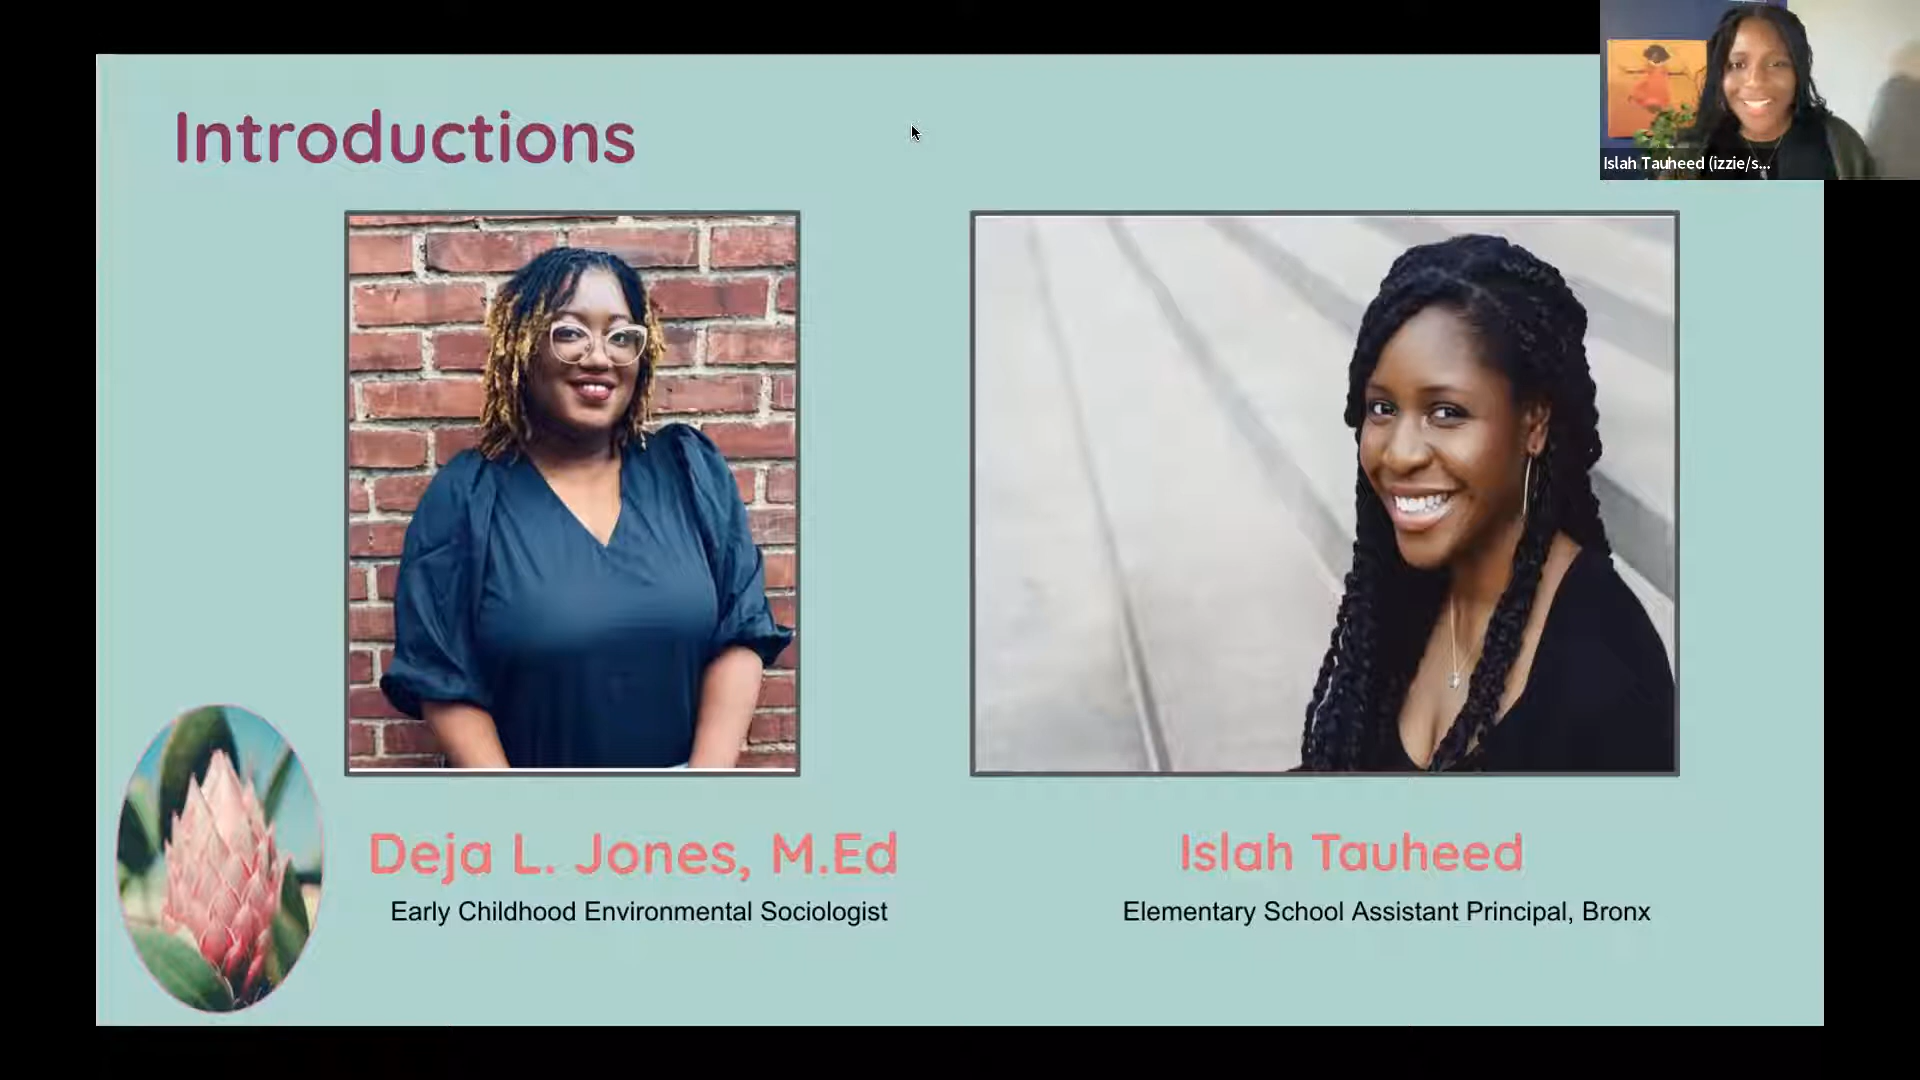 Introductions
Islah Tauheed (izzie/s...
Deja L. Jones, M.Ed
Early Childhood Environmental Sociologist
Islah Tauheed
Elementary School Assistant Principal, Bronx